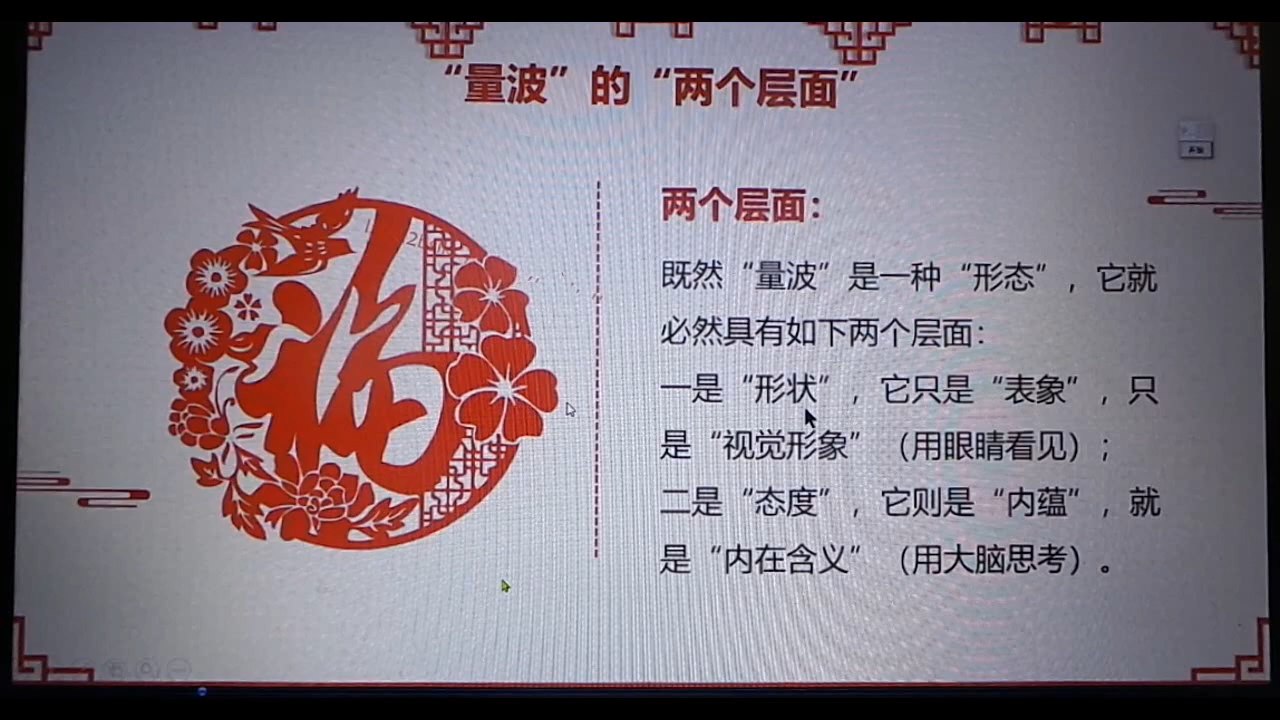 “量波”的“两个层面”
两个层面：
既然“量波”是一种“形态”，它就
必然具有如下两个层面：
一是“形状”，它只是“表象”，只
是“视觉形象”（用眼睛看见）；
二是“态度”，它则是“内蕴”，就
是“内在含义”（用大脑思考）。
福